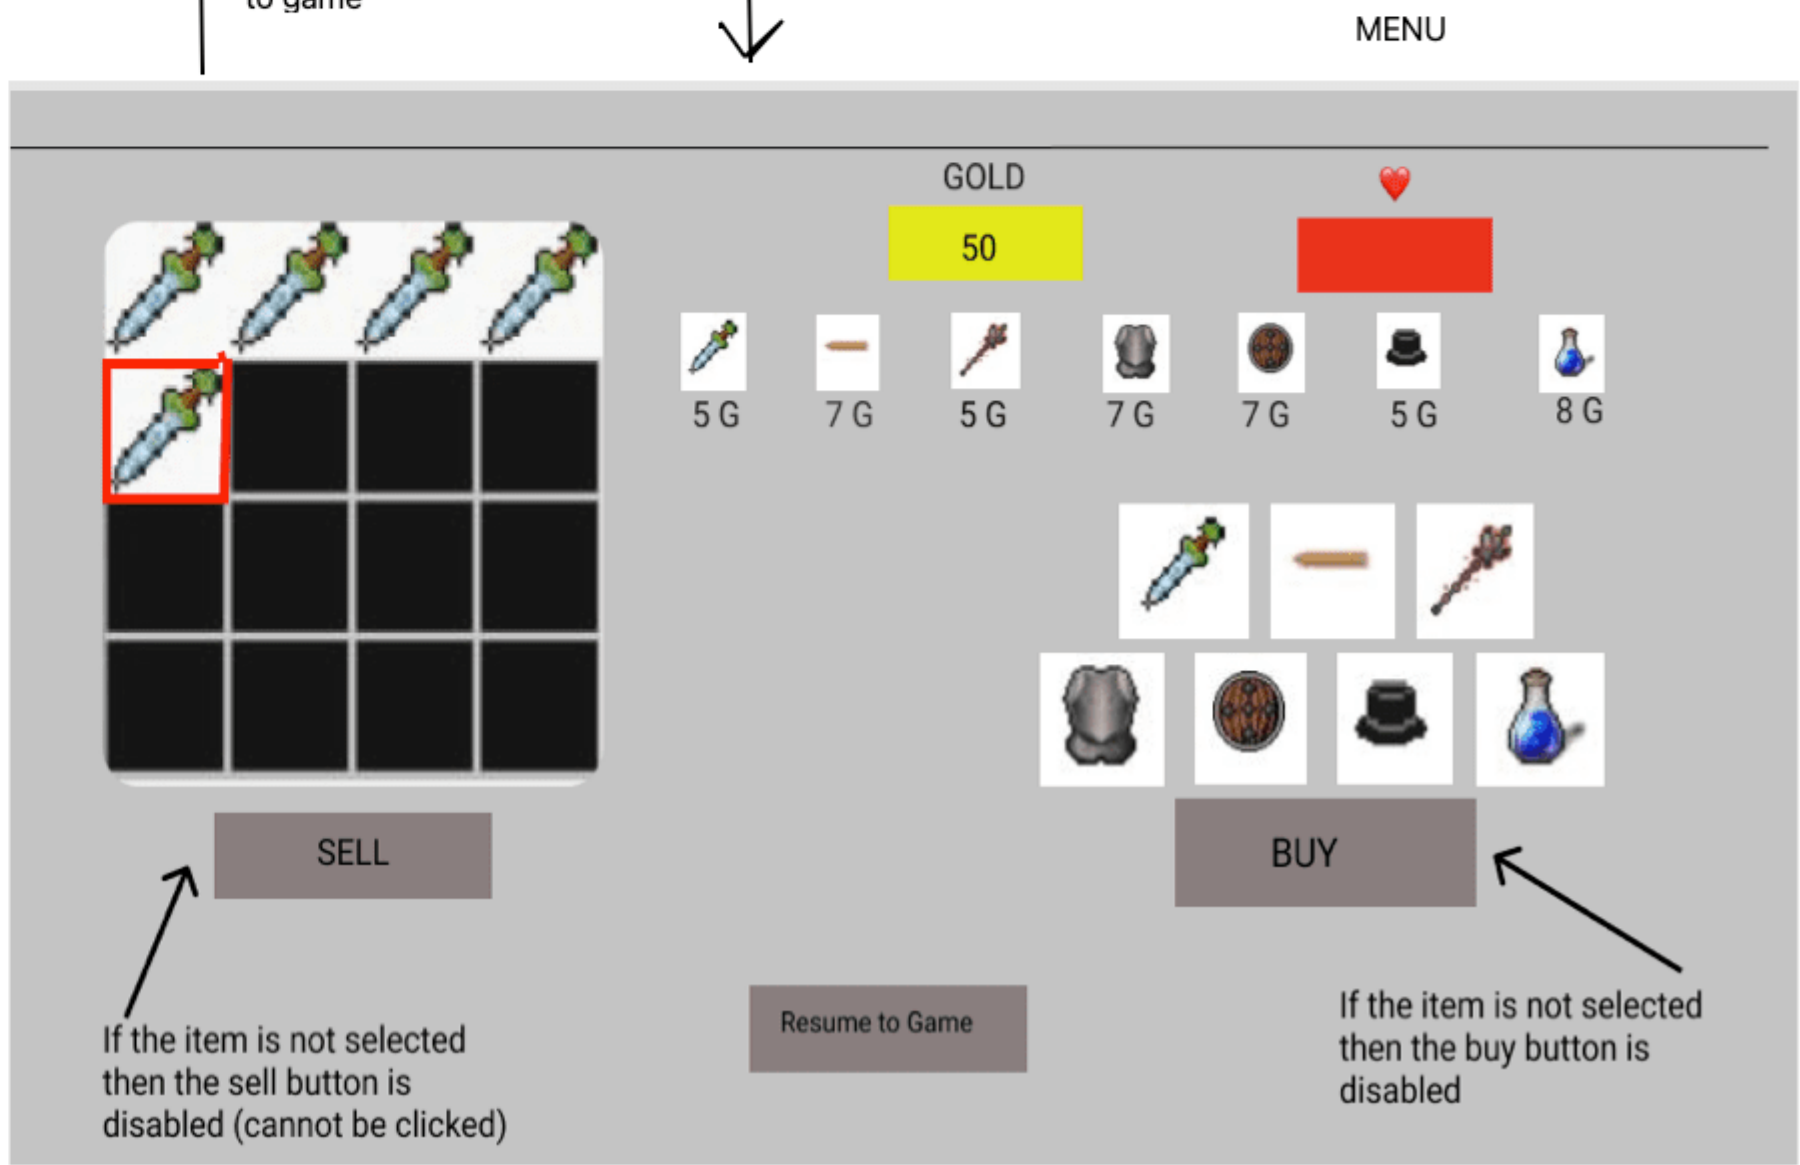 to game
MENU
GOLD
50
5 G
7 G
5 G
7 G
7 G
5 G
8 G
SELL
BUY
Resume to Game
If the item is not selected
then the sell button is
disabled (cannot be clicked)
If the item is not selected
then the buy button is
disabled